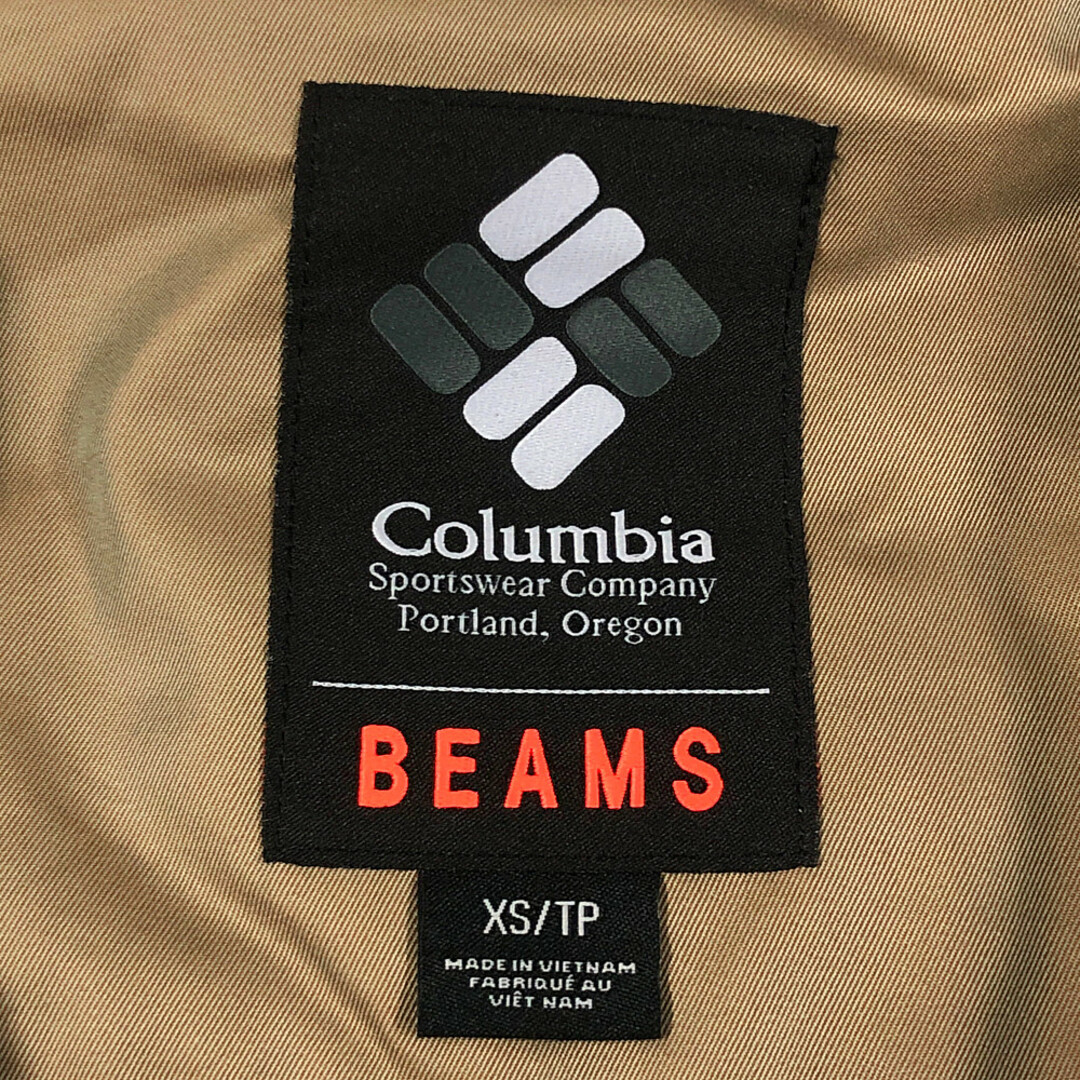 Columbia
Sportswear Company
Portland, Oregon
BEAMS
XS/TP
MADE IN VIETNAM
FABRIQUÉ AU
VIÊT NAM